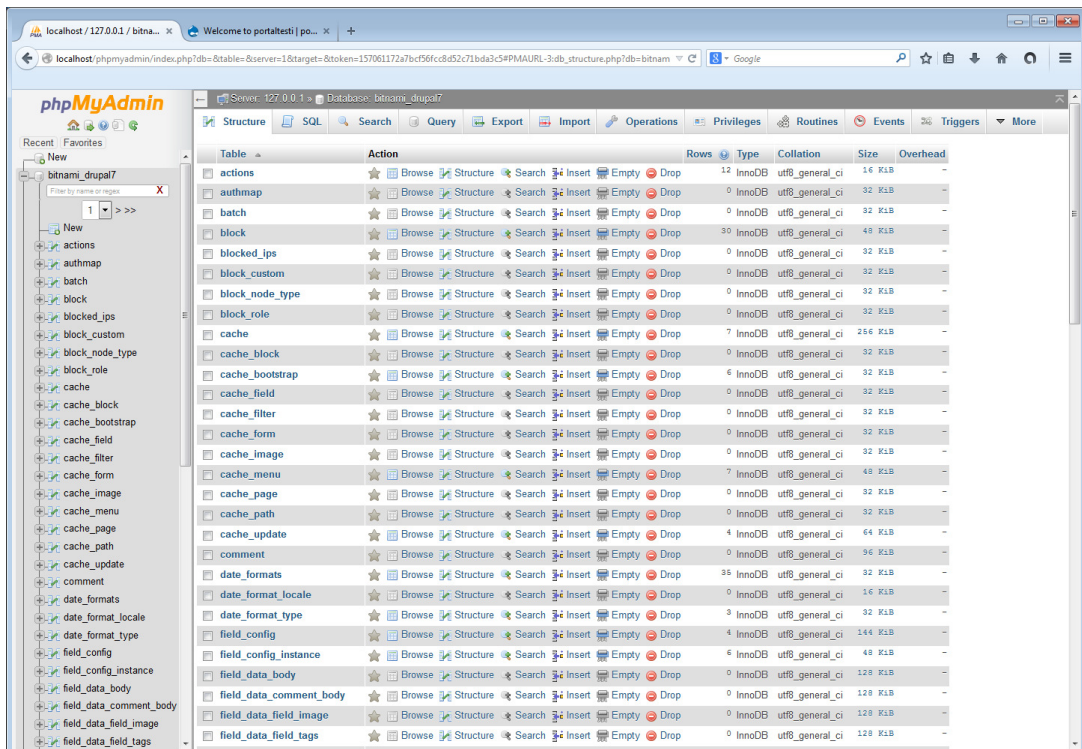 localhost / 127.0.0.1 / bitna... × Welcome to portaltesti | po... × +
localhost/phpmyadmin/index.php?db=&table=&server=1&target=&token=157061172a7bcf56fcc8d52c71bda3c5#PMAURL-3:db_structure.php?db=bitnam Google
phpMyAdmin
Recent Favorites
New
bitnami_drupal7
Filter by name or regex X
1 > >>
New
actions
authmap
batch
block
blocked_ips
block_custom
block_node_type
block_role
cache
cache_block
cache_bootstrap
cache_field
cache_filter
cache_form
cache_image
cache_menu
cache_page
cache_path
cache_update
comment
date_formats
date_format_locale
date_format_type
field_config
field_config_instance
field_data_body
field_data_comment_body
field_data_field_image
field_data_field_tags
Server: 127.0.0.1 » Database: bitnami_drupal7
Structure SQL Search Query Export Import Operations Privileges Routines Events Triggers More
Table Action Rows Type Collation Size Overhead
actions Browse Structure Search Insert Empty Drop 12 InnoDB utf8_general_ci 16 KiB -
authmap Browse Structure Search Insert Empty Drop 0 InnoDB utf8_general_ci 32 KiB -
batch Browse Structure Search Insert Empty Drop 0 InnoDB utf8_general_ci 32 KiB -
block Browse Structure Search Insert Empty Drop 30 InnoDB utf8_general_ci 48 KiB -
blocked_ips Browse Structure Search Insert Empty Drop 0 InnoDB utf8_general_ci 32 KiB -
block_custom Browse Structure Search Insert Empty Drop 0 InnoDB utf8_general_ci 32 KiB -
block_node_type Browse Structure Search Insert Empty Drop 0 InnoDB utf8_general_ci 32 KiB -
block_role Browse Structure Search Insert Empty Drop 0 InnoDB utf8_general_ci 32 KiB -
cache Browse Structure Search Insert Empty Drop 7 InnoDB utf8_general_ci 256 KiB -
cache_block Browse Structure Search Insert Empty Drop 0 InnoDB utf8_general_ci 32 KiB -
cache_bootstrap Browse Structure Search Insert Empty Drop 6 InnoDB utf8_general_ci 32 KiB -
cache_field Browse Structure Search Insert Empty Drop 0 InnoDB utf8_general_ci 32 KiB -
cache_filter Browse Structure Search Insert Empty Drop 0 InnoDB utf8_general_ci 32 KiB -
cache_form Browse Structure Search Insert Empty Drop 0 InnoDB utf8_general_ci 32 KiB -
cache_image Browse Structure Search Insert Empty Drop 0 InnoDB utf8_general_ci 32 KiB -
cache_menu Browse Structure Search Insert Empty Drop 7 InnoDB utf8_general_ci 48 KiB -
cache_page Browse Structure Search Insert Empty Drop 0 InnoDB utf8_general_ci 32 KiB -
cache_path Browse Structure Search Insert Empty Drop 0 InnoDB utf8_general_ci 32 KiB -
cache_update Browse Structure Search Insert Empty Drop 4 InnoDB utf8_general_ci 64 KiB -
comment Browse Structure Search Insert Empty Drop 0 InnoDB utf8_general_ci 96 KiB -
date_formats Browse Structure Search Insert Empty Drop 35 InnoDB utf8_general_ci 32 KiB -
date_format_locale Browse Structure Search Insert Empty Drop 0 InnoDB utf8_general_ci 16 KiB -
date_format_type Browse Structure Search Insert Empty Drop 3 InnoDB utf8_general_ci 32 KiB -
field_config Browse Structure Search Insert Empty Drop 4 InnoDB utf8_general_ci 144 KiB -
field_config_instance Browse Structure Search Insert Empty Drop 6 InnoDB utf8_general_ci 48 KiB -
field_data_body Browse Structure Search Insert Empty Drop 0 InnoDB utf8_general_ci 128 KiB -
field_data_comment_body Browse Structure Search Insert Empty Drop 0 InnoDB utf8_general_ci 128 KiB -
field_data_field_image Browse Structure Search Insert Empty Drop 0 InnoDB utf8_general_ci 128 KiB -
field_data_field_tags Browse Structure Search Insert Empty Drop 0 InnoDB utf8_general_ci 128 KiB -